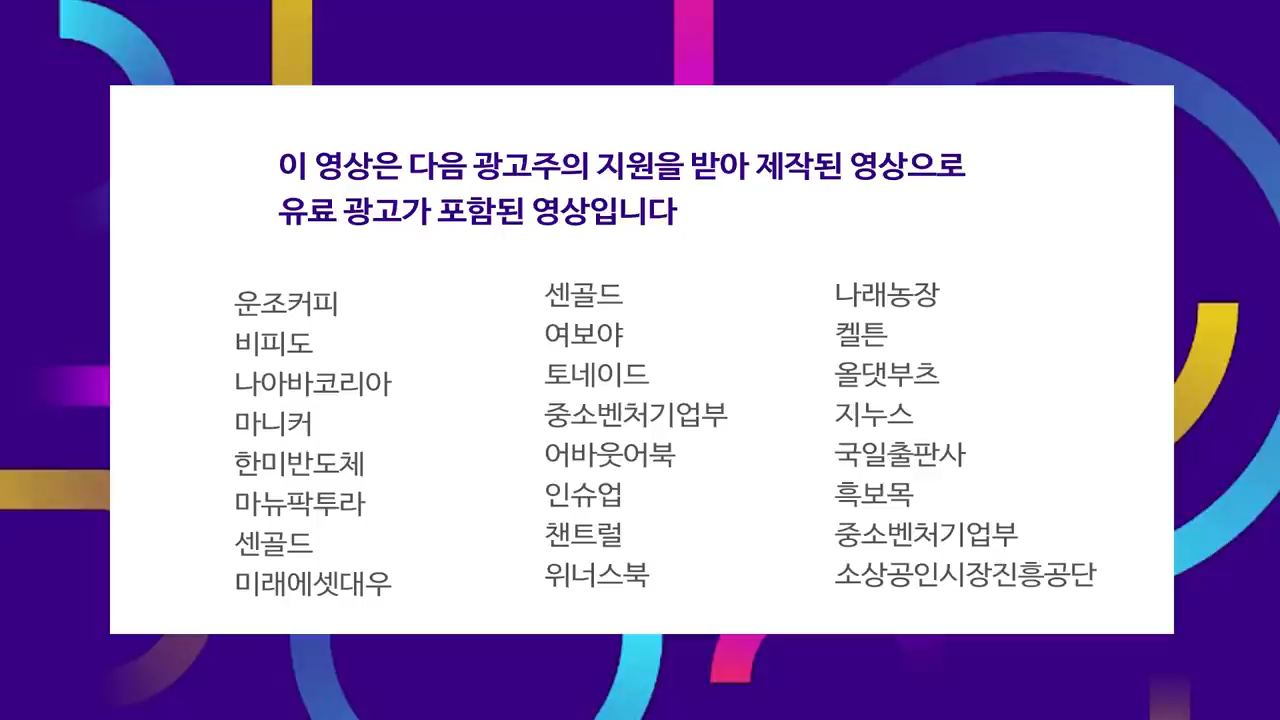 이 영상은 다음 광고주의 지원을 받아 제작된 영상으로
유료 광고가 포함된 영상입니다
운조커피
비피도
나아바코리아
마니커
한미반도체
마뉴팍투라
센골드
미래에셋대우
센골드
여보야
토네이드
중소벤처기업부
어바웃어북
인슈업
챈트럴
위너스북
나래농장
켈튼
올댓부츠
지누스
국일출판사
흑보목
중소벤처기업부
소상공인시장진흥공단